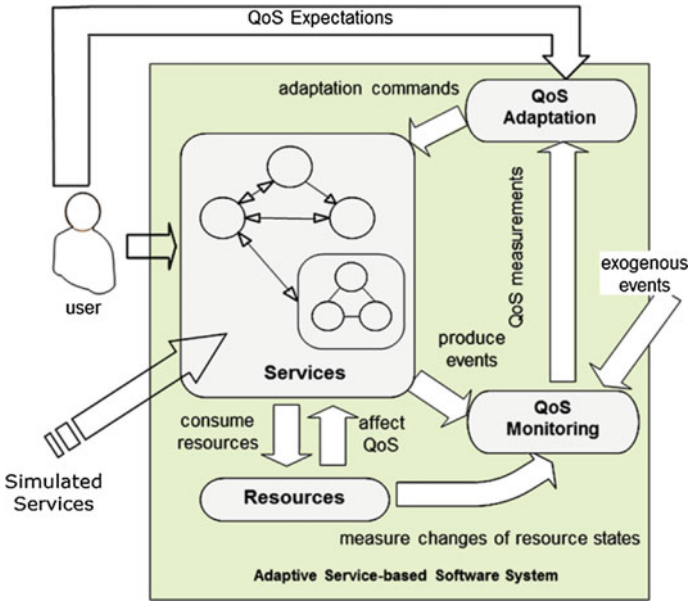 QoS Expectations
adaptation commands
QoS
Adaptation
QoS measurements
exogenous
events
user
produce
events
Services
QoS
Monitoring
consume
resources
affect
QoS
Simulated
Services
Resources
measure changes of resource states
Adaptive Service-based Software System